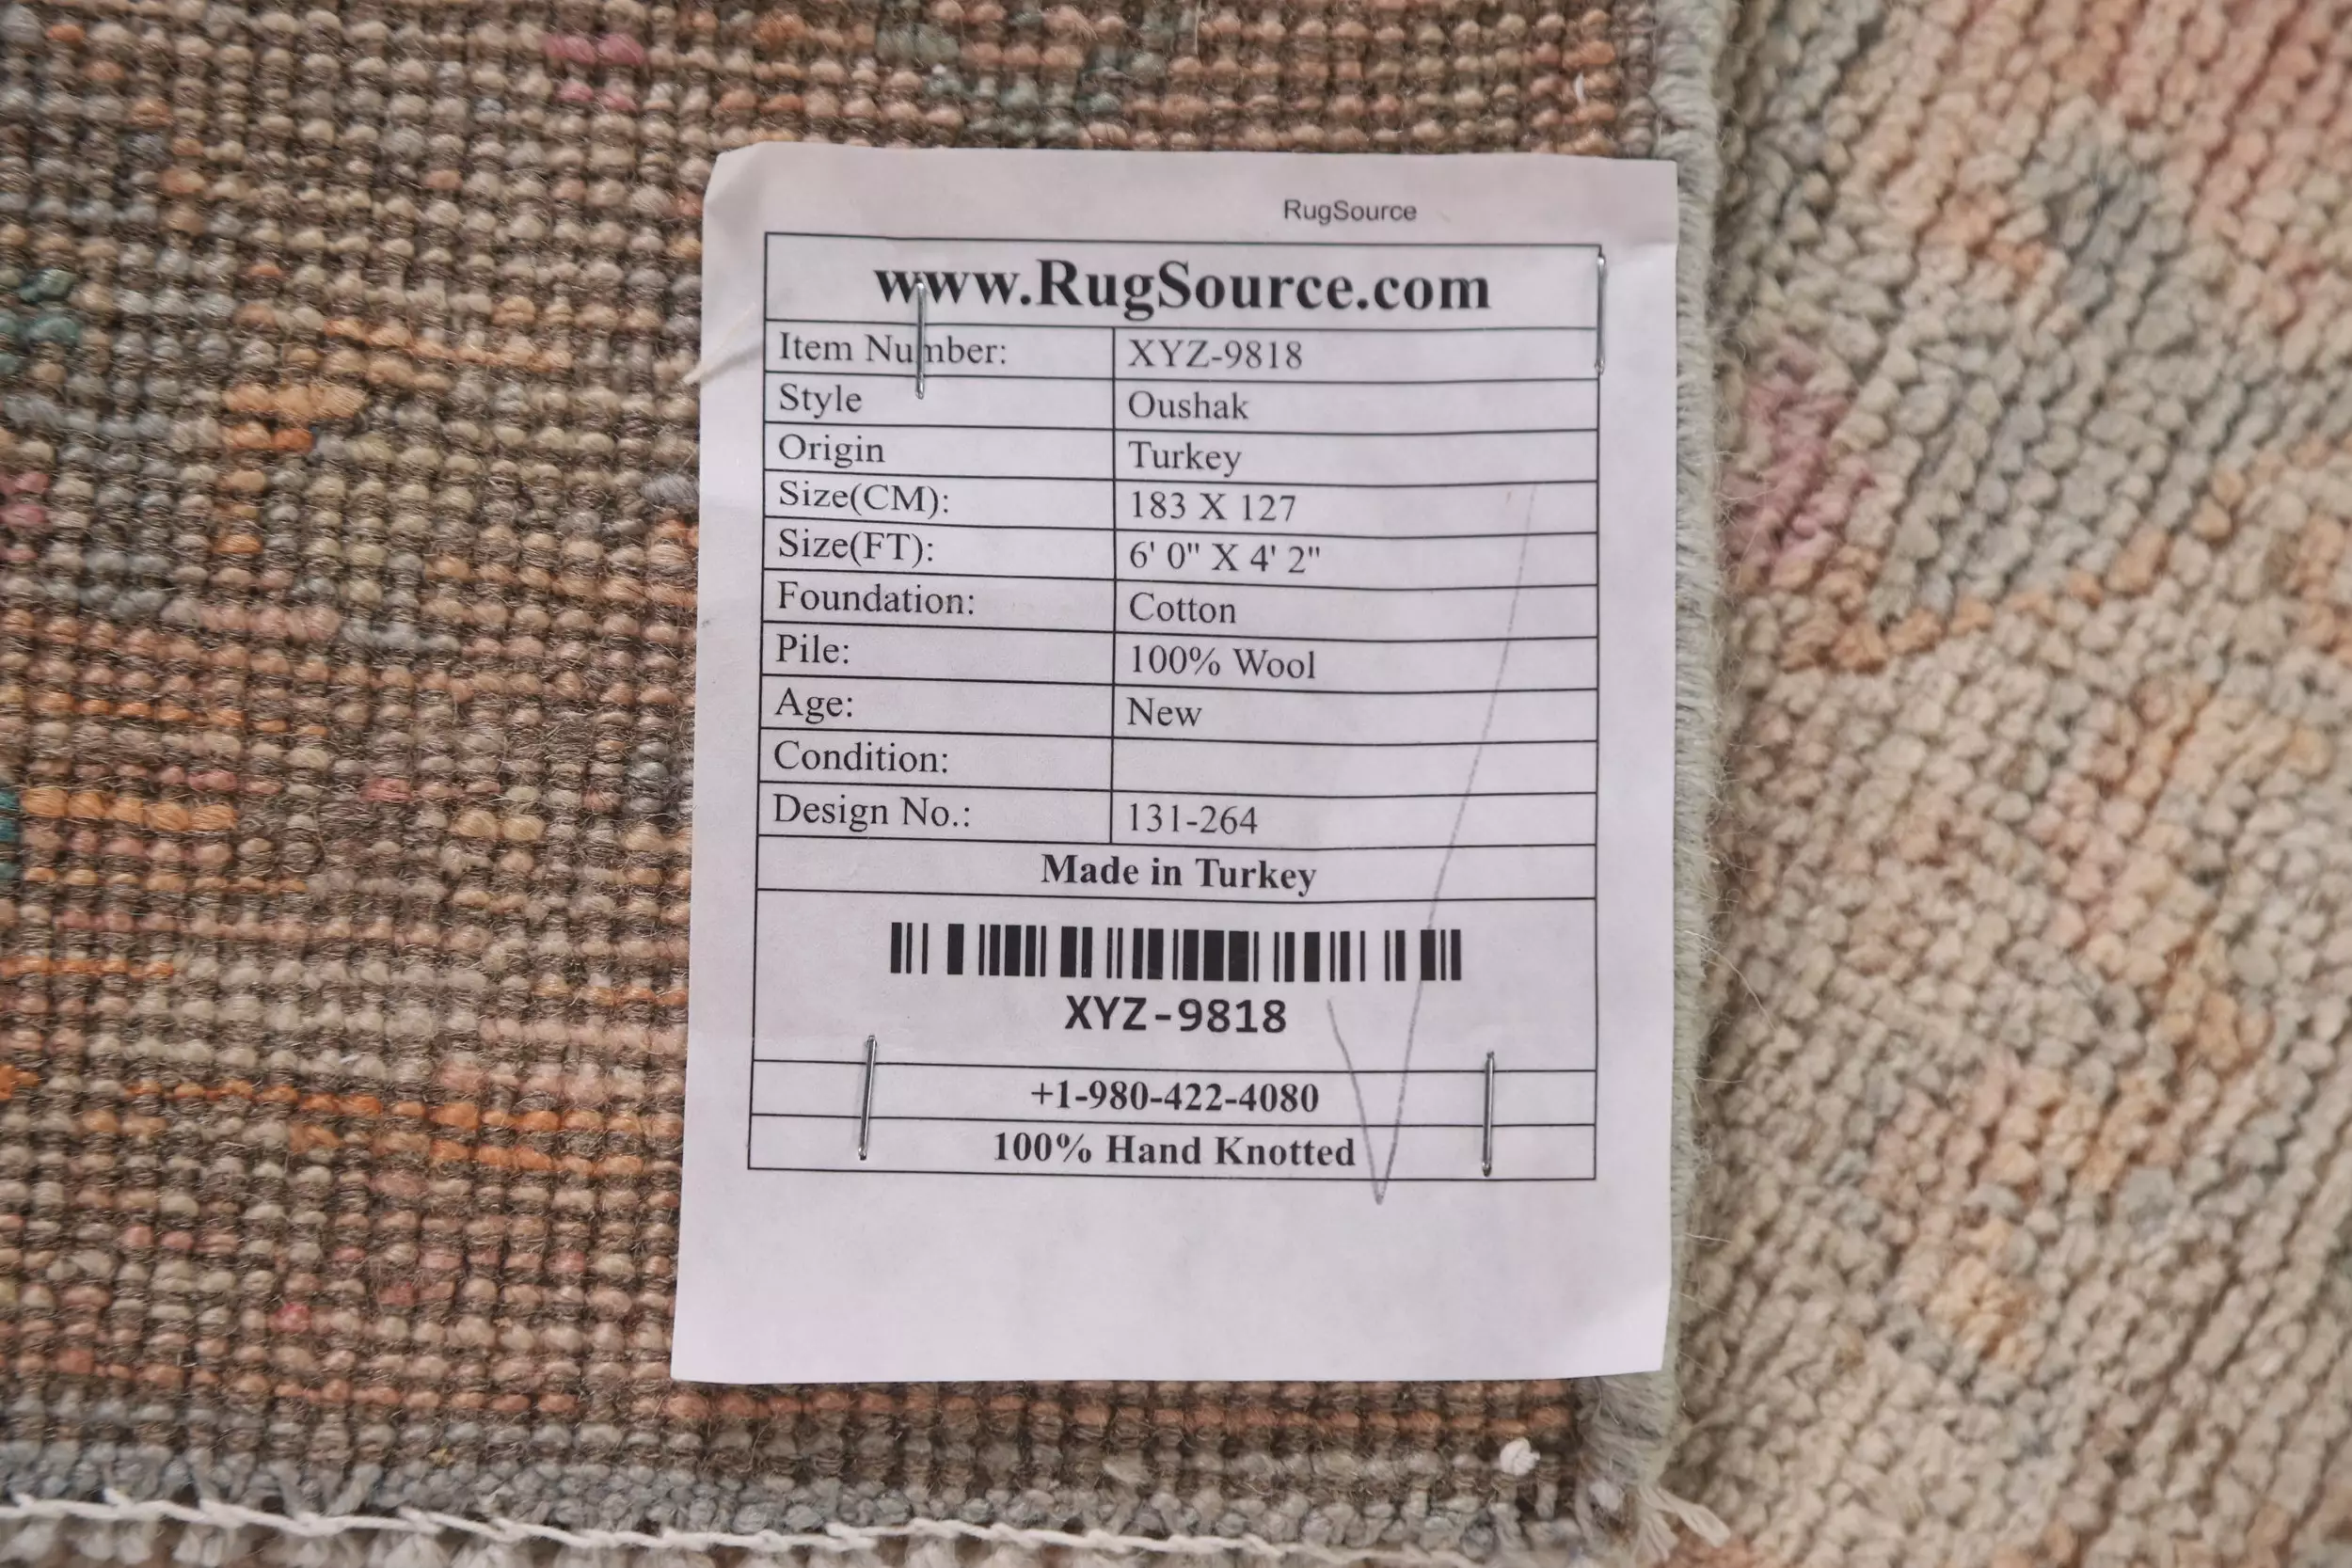 RugSource
www.RugSource.com
Item Number: XYZ-9818
Style Oushak
Origin Turkey
Size(CM): 183 X 127
Size(FT): 6' 0" X 4' 2"
Foundation: Cotton
Pile: 100% Wool
Age: New
Condition:
Design No.: 131-264
Made in Turkey
XYZ-9818
+1-980-422-4080
100% Hand Knotted